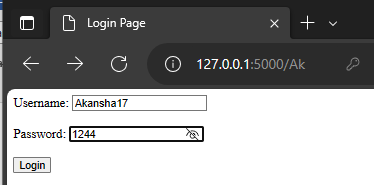 Login Page
127.0.0.1:5000/Ak
Username: Akansha17
Password: 1244
Login